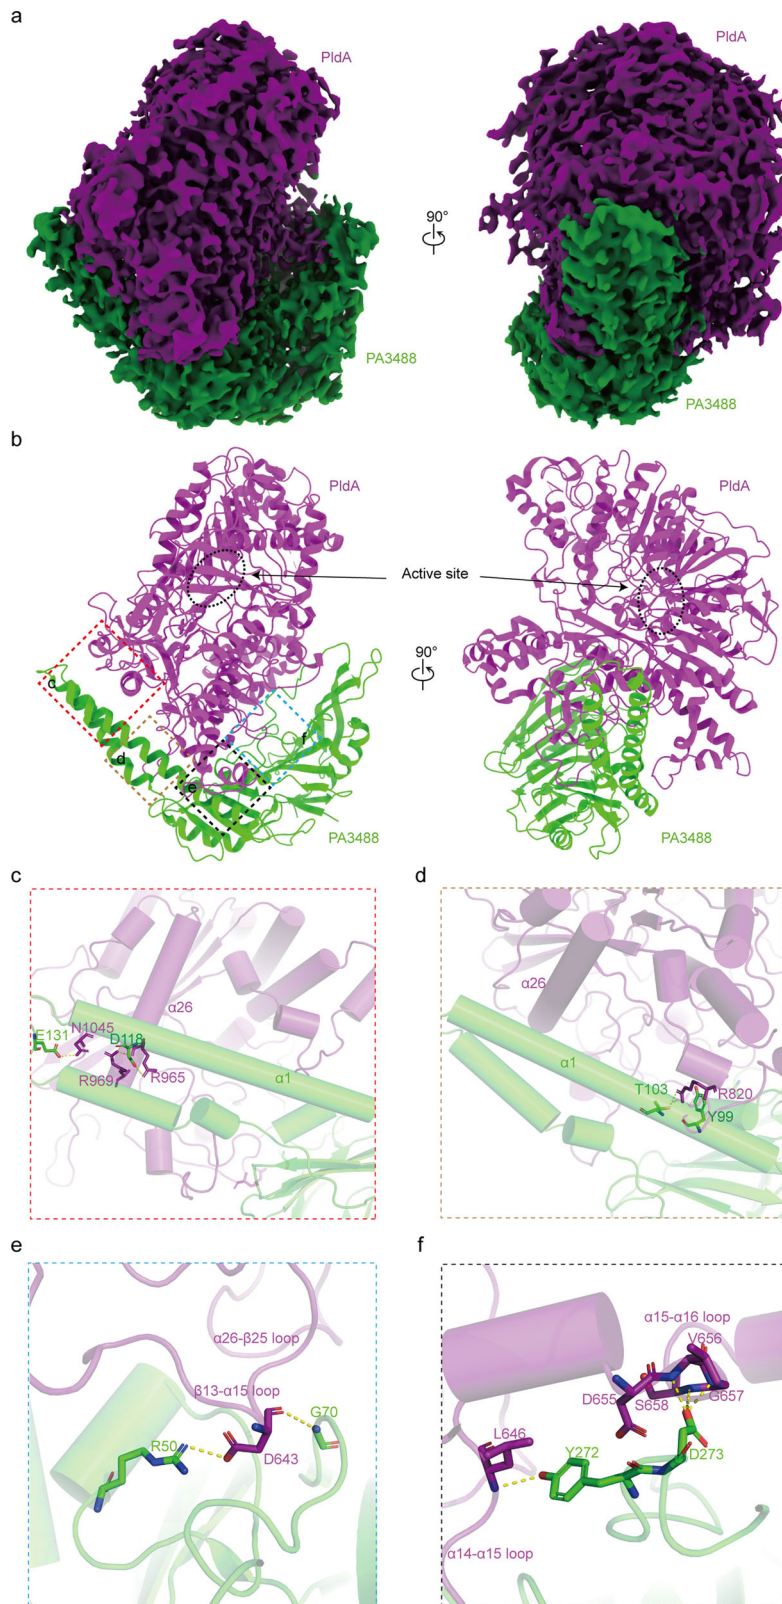 a
PldA
PldA
90°
PA3488
PA3488
b
PldA
PldA
Active site
90°
c
d
e
f
PA3488
PA3488
c
d
α26
E131
N1045
D118
R969
R965
α1
α26
α1
T103
R820
Y99
e
f
α26-β25 loop
β13-α15 loop
R50
G70
D643
α15-α16 loop
V656
D655
S658
G657
L646
Y272
D273
α14-α15 loop